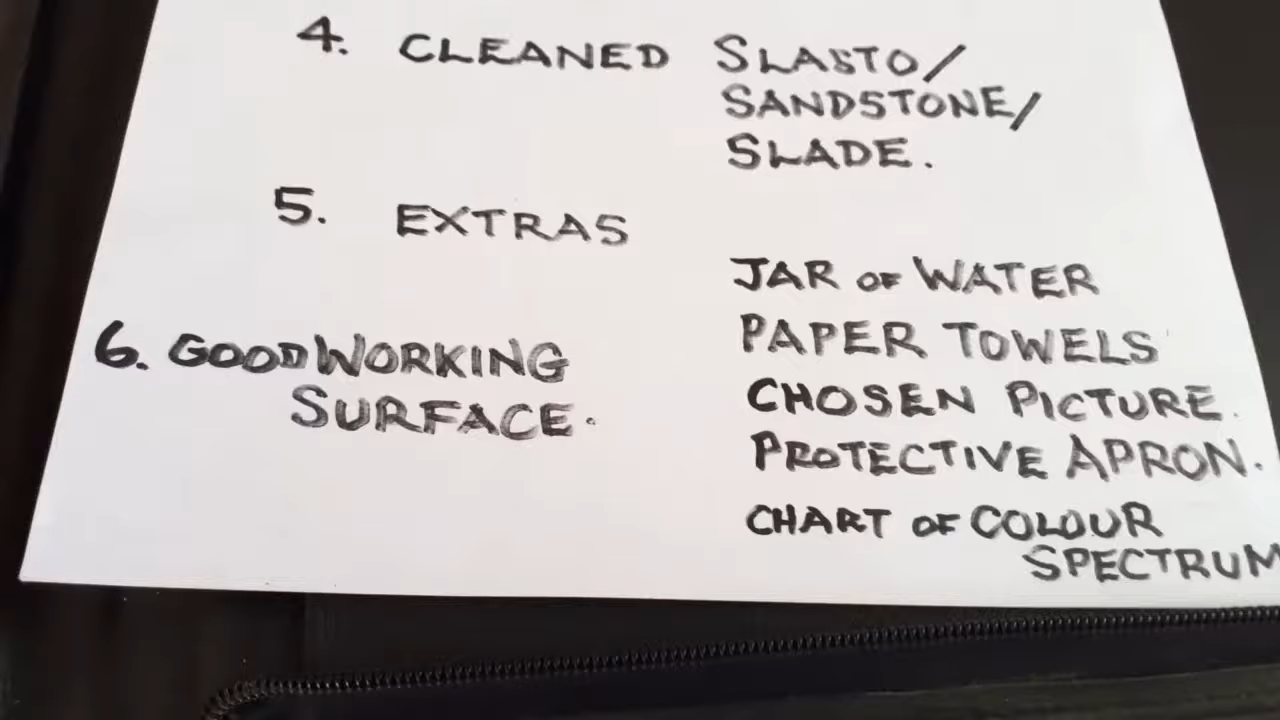 4. CLEANED SLASTO/
SANDSTONE/
SLADE.
5. EXTRAS
JAR OF WATER
PAPER TOWELS
CHOSEN PICTURE.
PROTECTIVE APRON.
CHART OF COLOUR
SPECTRUM
6. GOOD WORKING
SURFACE.